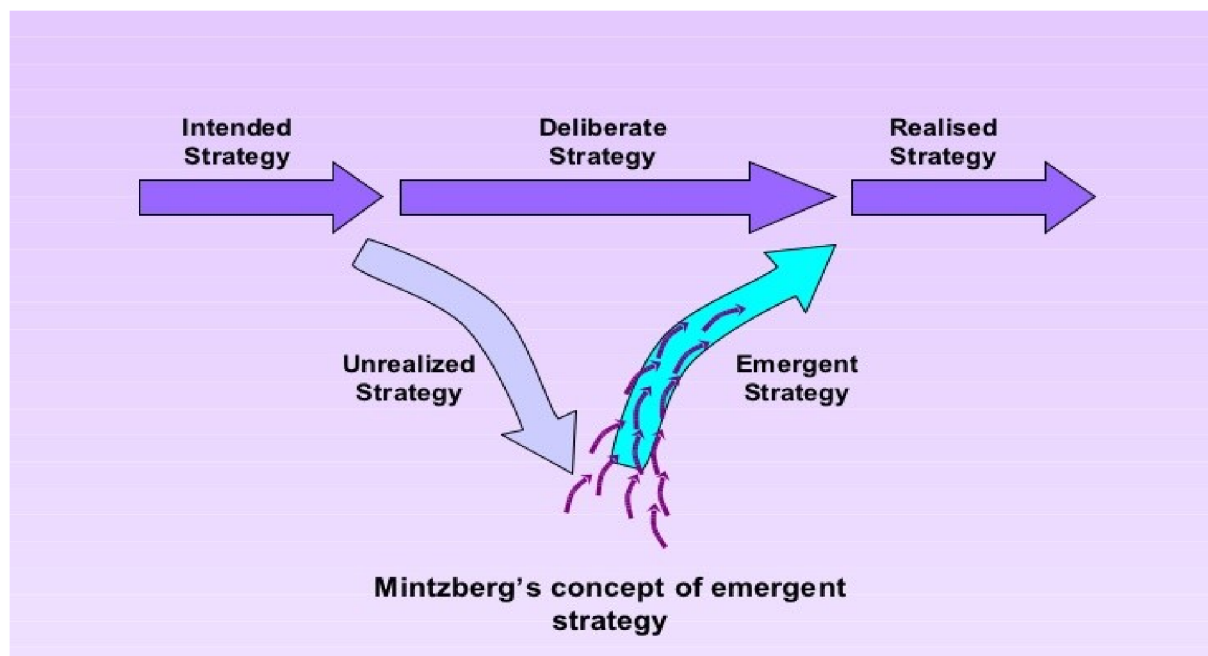 Intended
Strategy
Deliberate
Strategy
Realised
Strategy
Unrealized
Strategy
Emergent
Strategy
Mintzberg's concept of emergent
strategy